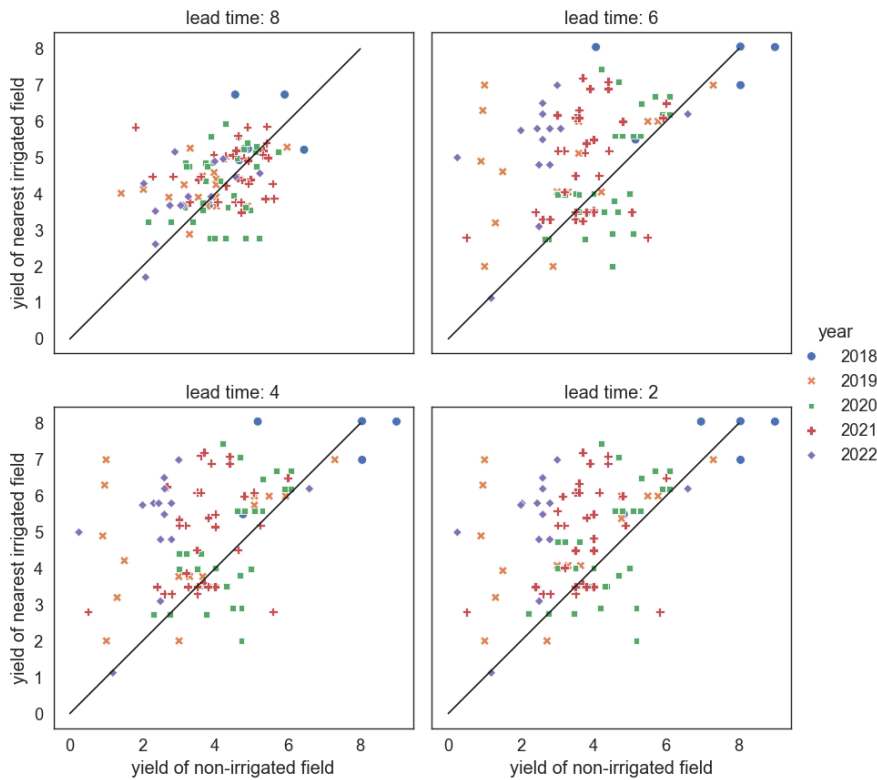 lead time: 8
lead time: 6
yield of nearest irrigated field
8
7
6
5
4
3
2
1
0
year
2018
2019
2020
2021
2022
lead time: 4
lead time: 2
yield of nearest irrigated field
8
7
6
5
4
3
2
1
0
0 2 4 6 8
0 2 4 6 8
yield of non-irrigated field
yield of non-irrigated field